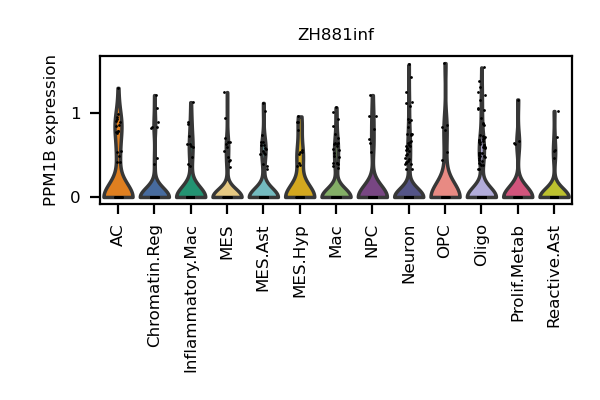 ZH881inf
PPM1B expression
1
0
AC
Chromatin.Reg
Inflammatory.Mac
MES
MES.Ast
MES.Hyp
Mac
NPC
Neuron
OPC
Oligo
Prolif.Metab
Reactive.Ast